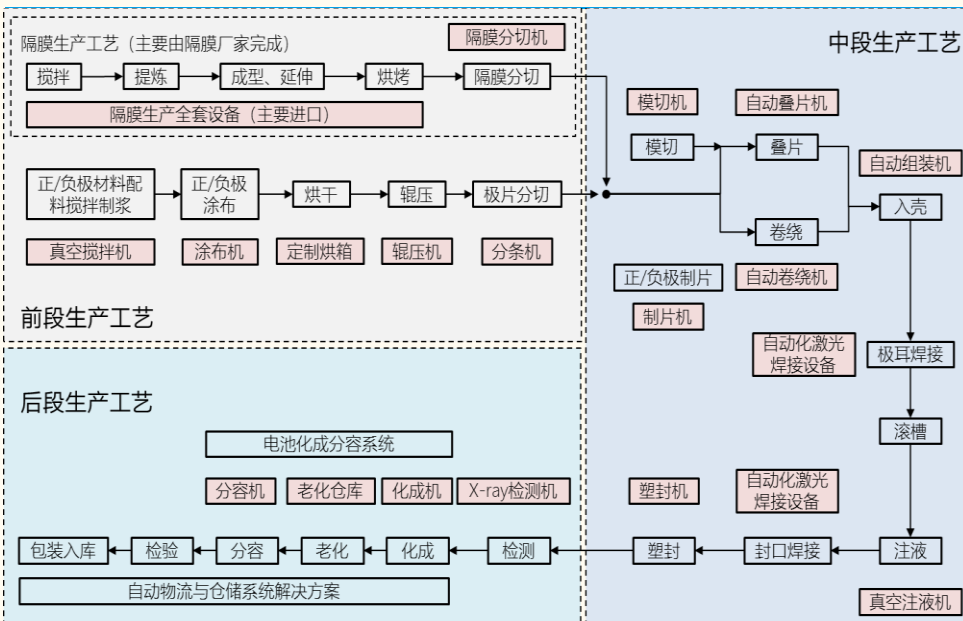 隔膜生产工艺（主要由隔膜厂家完成）
隔膜分切机
搅拌
提炼
成型、延伸
烘烤
隔膜分切
隔膜生产全套设备（主要进口）
正/负极材料配
料搅拌制浆
正/负极
涂布
烘干
辊压
极片分切
真空搅拌机
涂布机
定制烘箱
辊压机
分条机
前段生产工艺
中段生产工艺
模切机
自动叠片机
模切
叠片
自动组装机
入壳
卷绕
正/负极制片
自动卷绕机
制片机
自动化激光
焊接设备
极耳焊接
滚槽
塑封机
自动化激光
焊接设备
塑封
封口焊接
注液
真空注液机
后段生产工艺
电池化成分容系统
分容机
老化仓库
化成机
X-ray检测机
包装入库
检验
分容
老化
化成
检测
自动物流与仓储系统解决方案